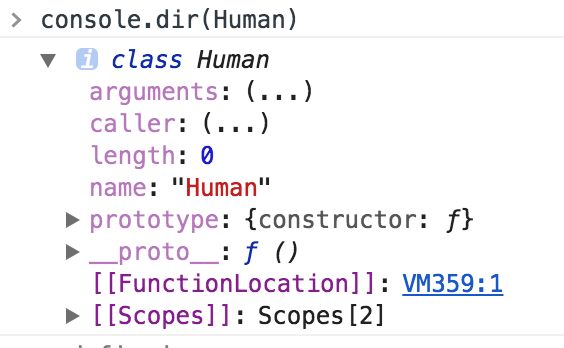 > console.dir(Human)
▼ i class Human
arguments: (...)
caller: (...)
length: 0
name: "Human"
▶ prototype: {constructor: ƒ}
▶ __proto__: ƒ ()
[[FunctionLocation]]: VM359:1
▶ [[Scopes]]: Scopes[2]